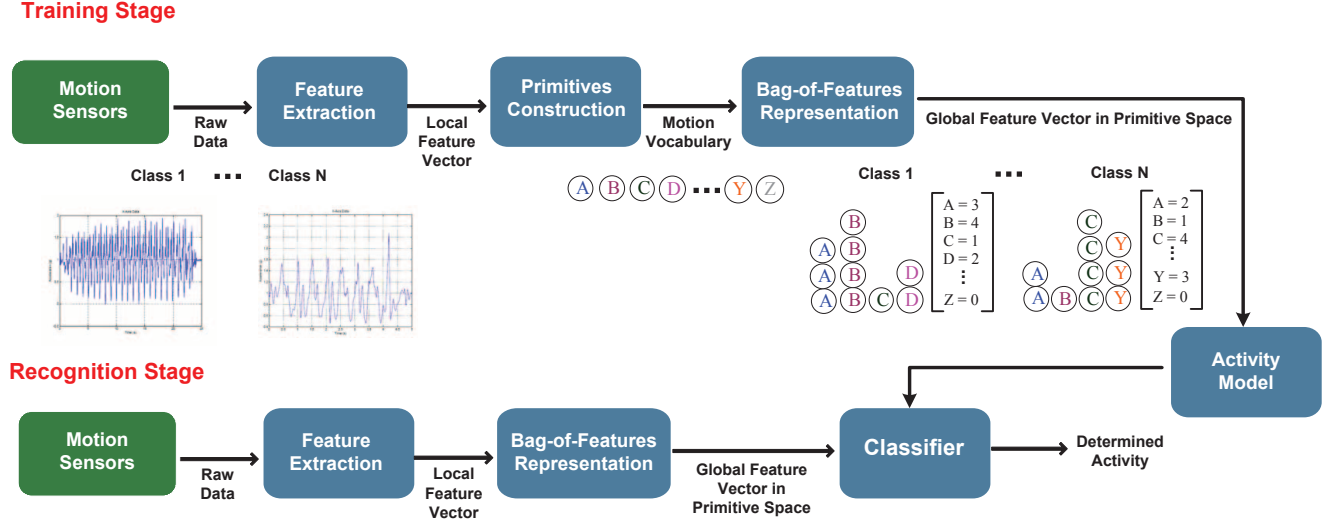 Training Stage
Motion
Sensors
Raw
Data
Feature
Extraction
Local
Feature
Vector
Primitives
Construction
Motion
Vocabulary
Bag-of-Features
Representation
Global Feature Vector in Primitive Space
Class 1 ... Class N
A B C D ... Y Z
Class 1 ... Class N
B
A B
A B D
A B C D
A = 3
B = 4
C = 1
D = 2
⋮
Z = 0
C
C Y
A C Y
A B C Y
A = 2
B = 1
C = 4
⋮
Y = 3
Z = 0
Activity
Model
Recognition Stage
Motion
Sensors
Raw
Data
Feature
Extraction
Local
Feature
Vector
Bag-of-Features
Representation
Global Feature
Vector in
Primitive Space
Classifier
Determined
Activity